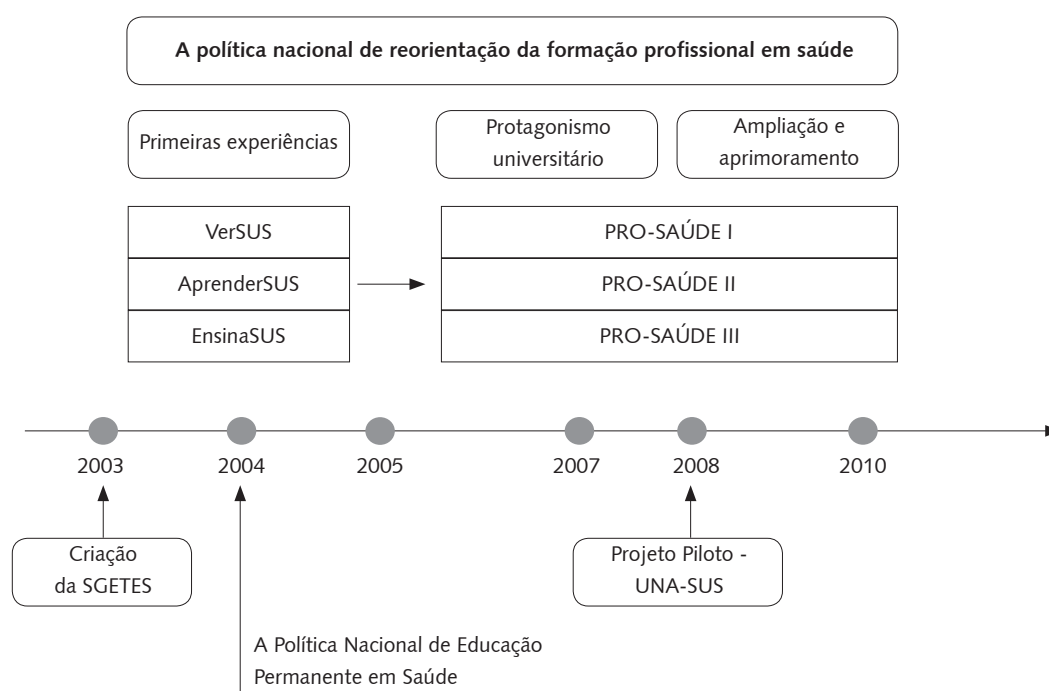 A política nacional de reorientação da formação profissional em saúde
Primeiras experiências
Protagonismo
universitário
Ampliação e
aprimoramento
VerSUS
AprenderSUS
EnsinaSUS
PRO-SAÚDE I
PRO-SAÚDE II
PRO-SAÚDE III
2003
2004
2005
2007
2008
2010
Criação
da SGETES
Projeto Piloto -
UNA-SUS
A Política Nacional de Educação
Permanente em Saúde